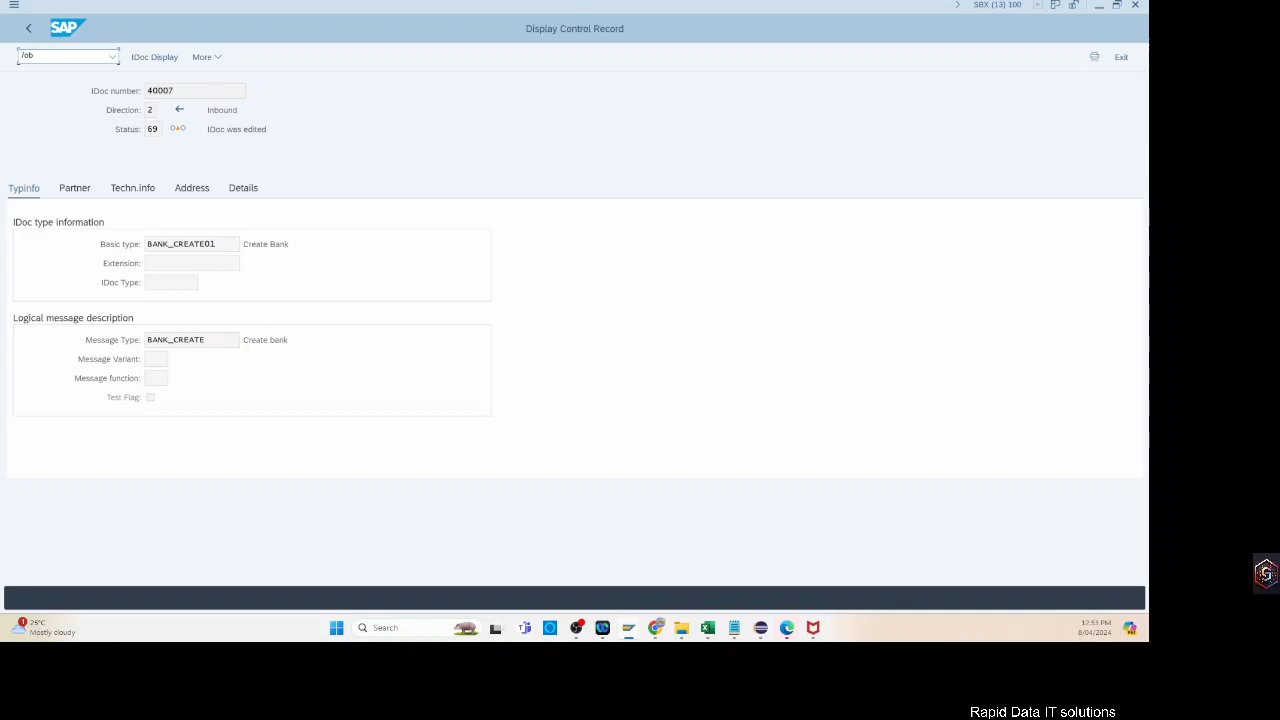 SBX (13) 100
SAP
Display Control Record
/ob
IDoc Display
More
Exit
IDoc number: 40007
Direction: 2 Inbound
Status: 69 IDoc was edited
Typinfo Partner Techn.info Address Details
IDoc type information
Basic type: BANK_CREATE01 Create Bank
Extension:
IDoc Type:
Logical message description
Message Type: BANK_CREATE Create bank
Message Variant:
Message function:
Test Flag:
1
25°C
Mostly cloudy
Search
12:53 PM
8/04/2024
Rapid Data IT solutions